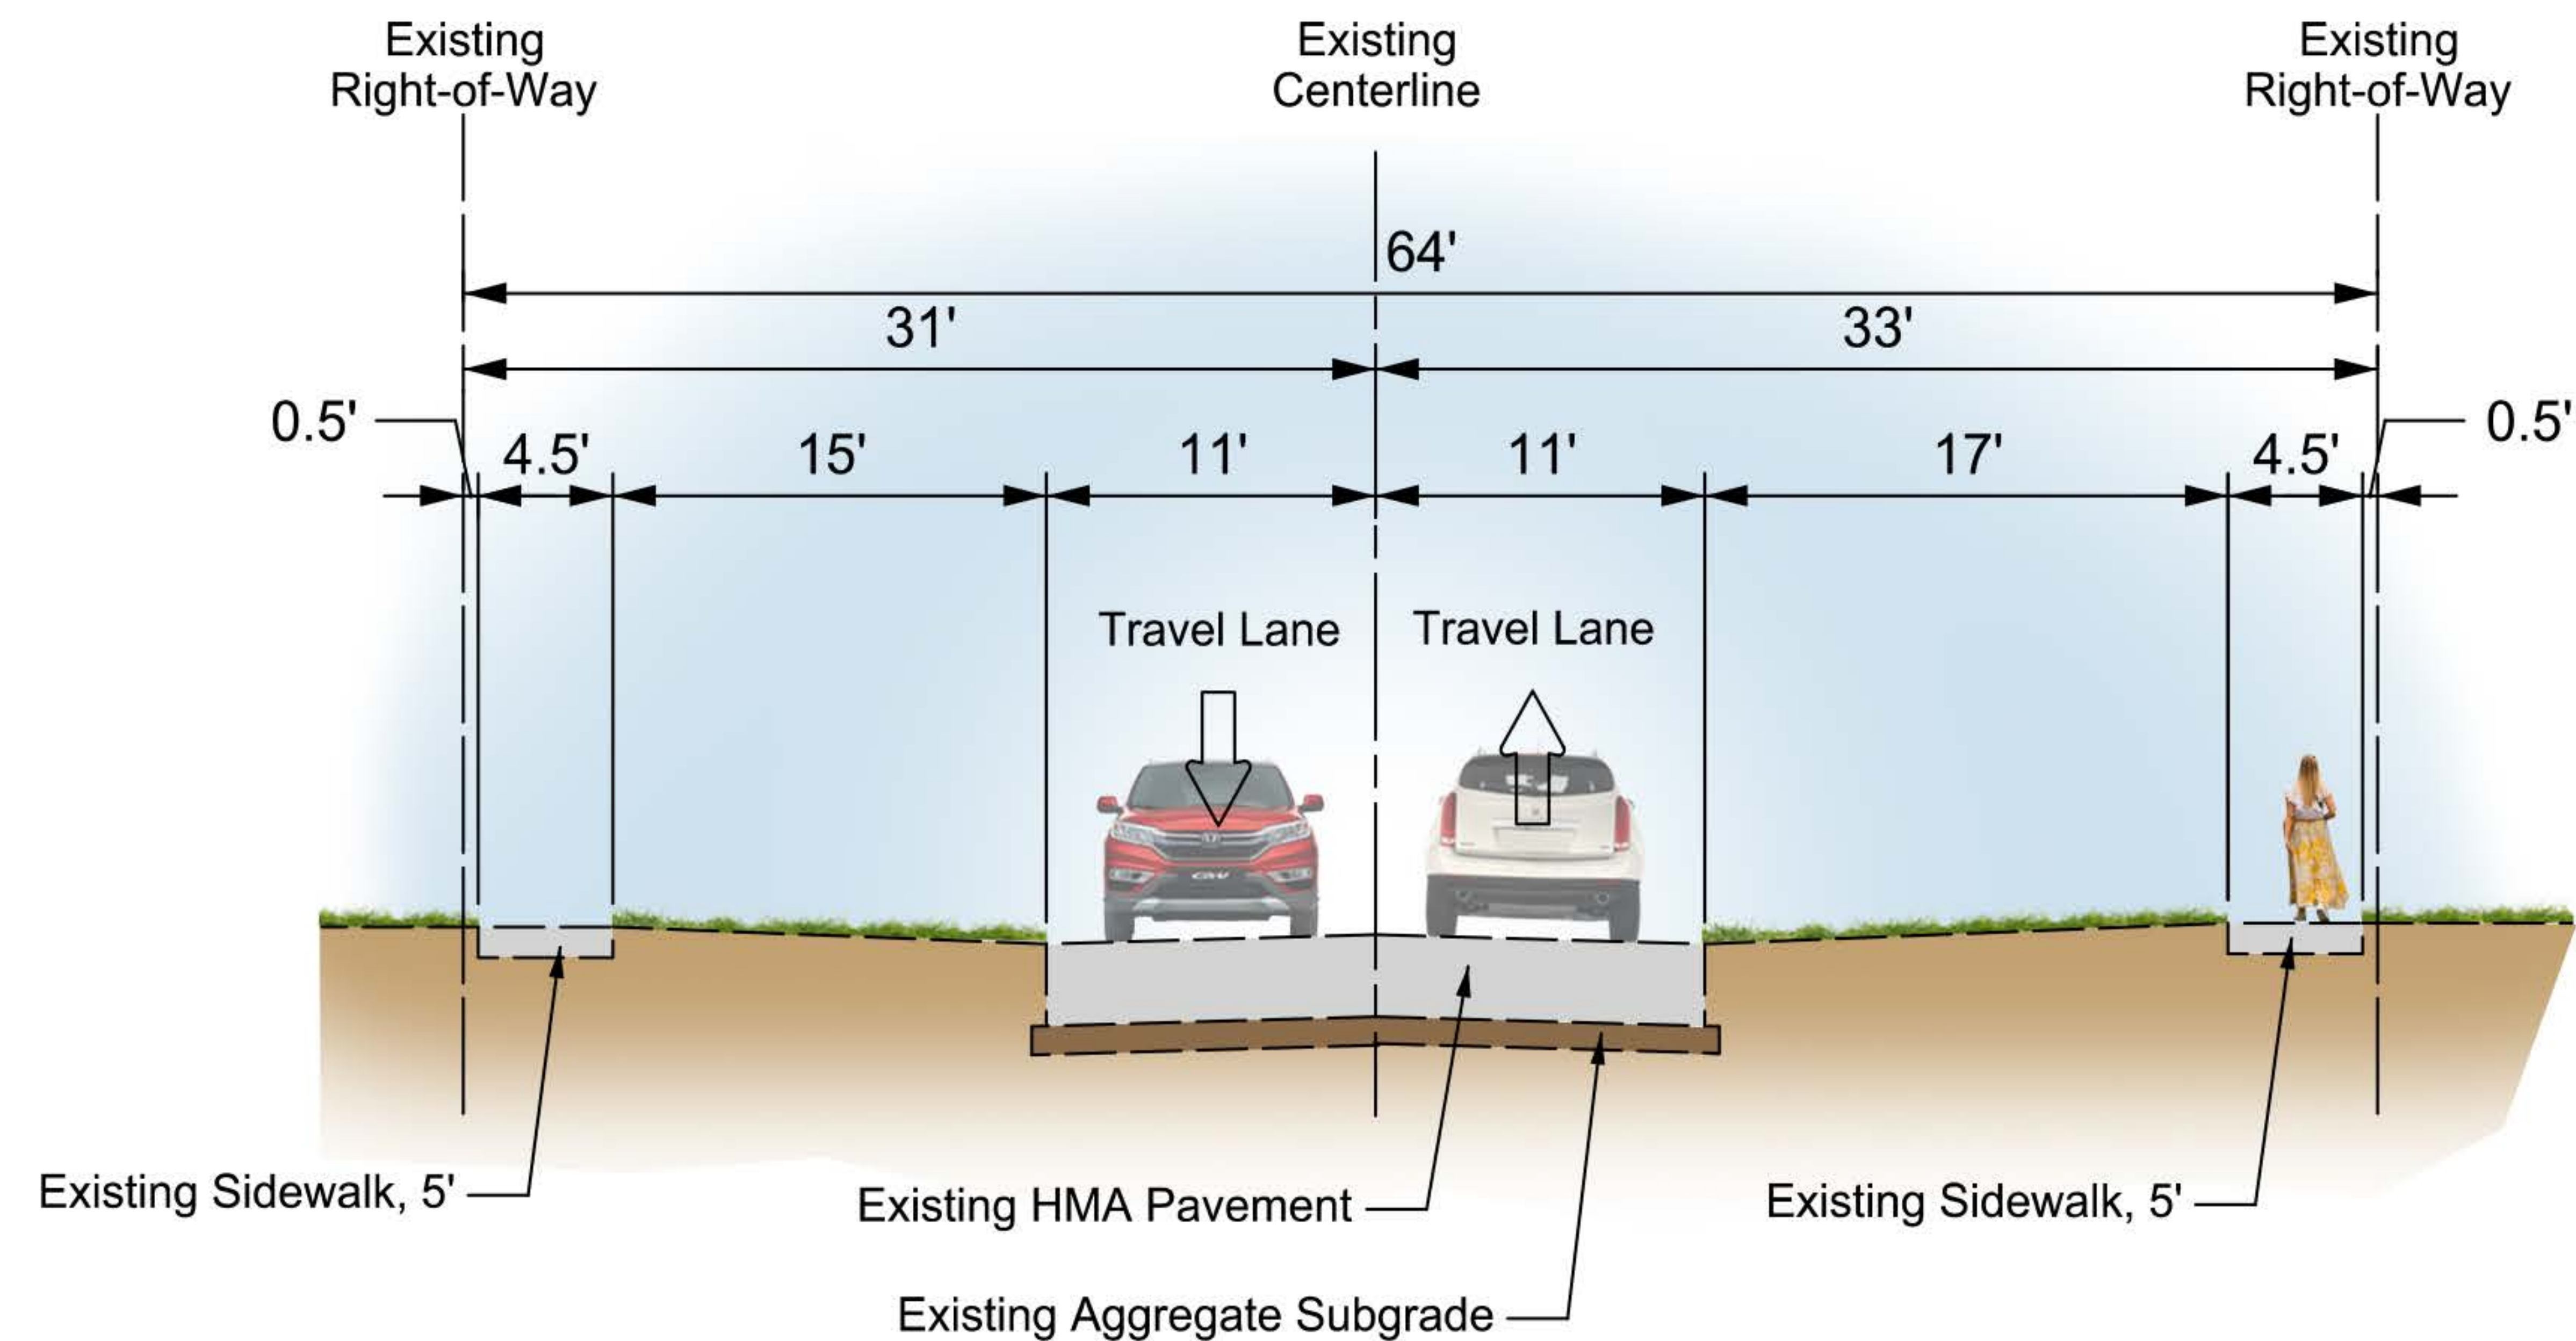 Existing
Right-of-Way
Existing
Centerline
Existing
Right-of-Way
64'
31'
33'
0.5'
4.5'
15'
11'
11'
17'
4.5'
0.5'
Travel Lane
Travel Lane
Existing Sidewalk, 5'
Existing HMA Pavement
Existing Sidewalk, 5'
Existing Aggregate Subgrade